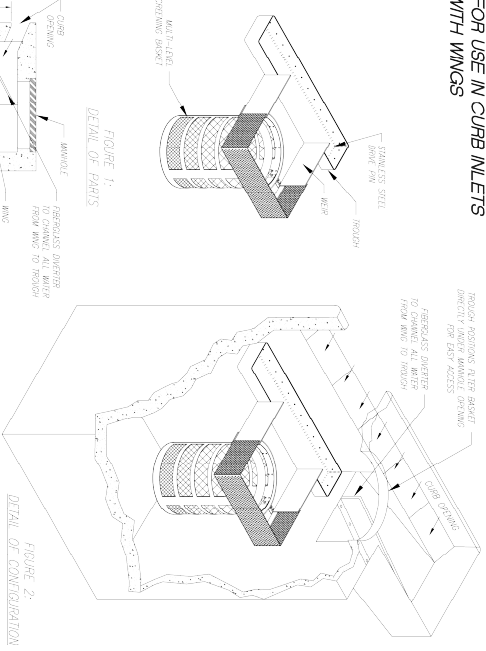 FOR USE IN CURB INLETS
WITH WINGS
STAINLESS STEEL
TROUGH
WEIR
MULTI-LEVEL
SCREENING BASKET
FIGURE 1:
DETAIL OF PARTS
CURB
OPENING
MANHOLE
FIBERGLASS DIVERTER
TO CHANNEL ALL WATER
FROM WING TO TROUGH
WING
TROUGH POSITIONS FILTER BASKET
DIRECTLY UNDER MANHOLE OPENING
FOR EASY ACCESS
FIBERGLASS DIVERTER
TO CHANNEL ALL WATER
FROM WING TO TROUGH
CURB OPENING
FIGURE 2:
DETAIL OF CONFIGURATION